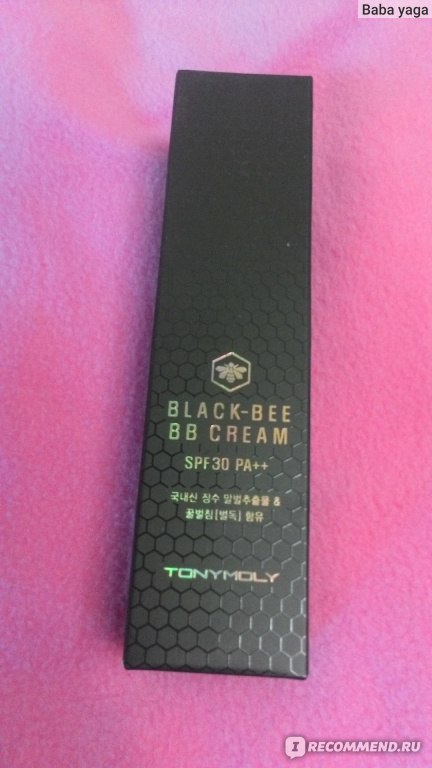 Baba yaga
BLACK-BEE
BB CREAM
SPF30 PA++
국내산 장수 말벌추출물 &
꿀벌침[벌독] 함유
TONYMOLY
I RECOMMEND.RU